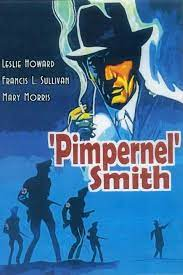 LESLIE HOWARD
FRANCIS L. SULLIVAN
MARY MORRIS
'Pimpernel'
Smith